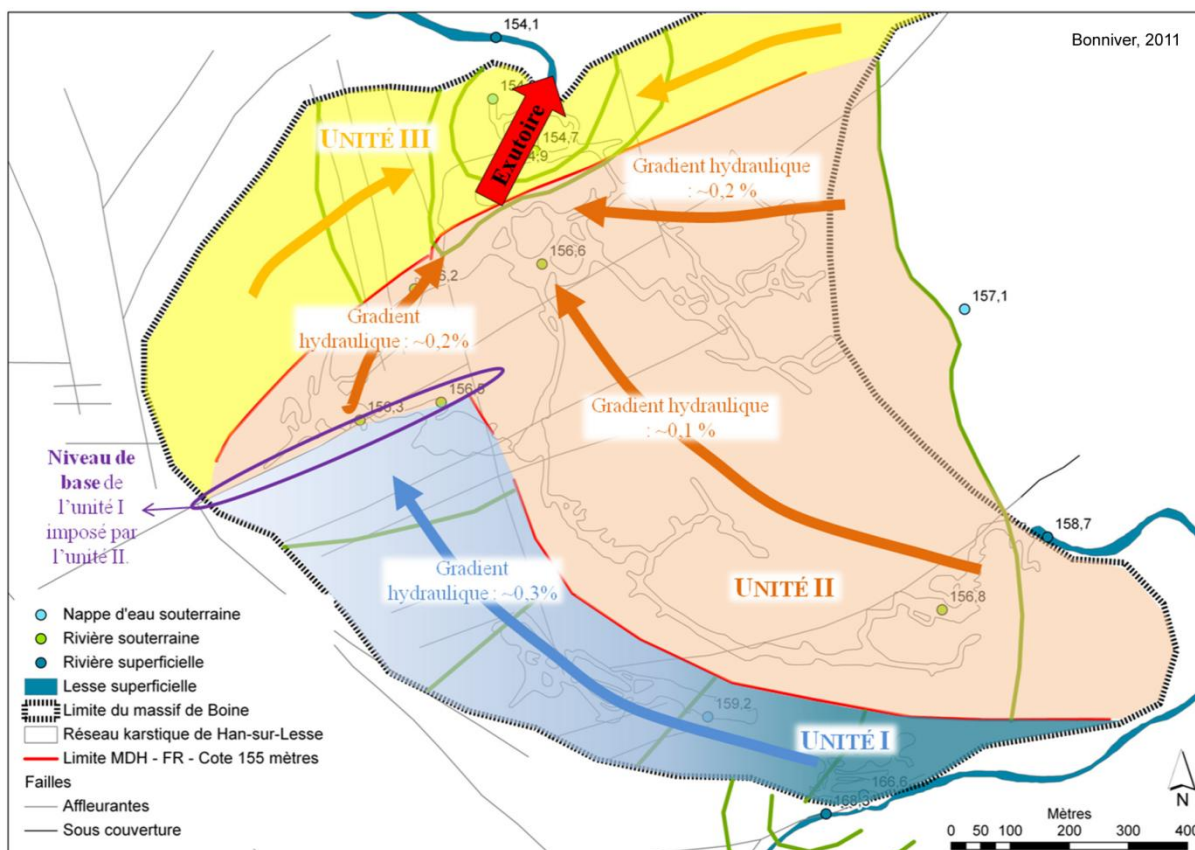 154,1
Bonniver, 2011
UNITÉ III
154,7
Exutoire
Gradient hydraulique
: ~0,2 %
156,6
157,1
Gradient
hydraulique : ~0,2%
Gradient hydraulique
: ~0,1 %
Niveau de
base de
l’unité I
imposé par
l’unité II.
158,7
Gradient
hydraulique : ~0,3%
UNITÉ II
156,8
159,2
UNITÉ I
166,6
168,3
Nappe d'eau souterraine
Rivière souterraine
Rivière superficielle
Lesse superficielle
Limite du massif de Boine
Réseau karstique de Han-sur-Lesse
Limite MDH - FR - Cote 155 mètres
Failles
Affleurantes
Sous couverture
N
Mètres
0 50 100 200 300 400